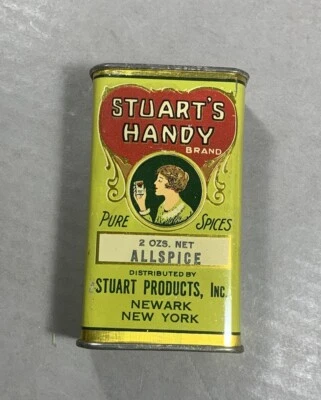 STUART'S
HANDY
BRAND
PURE SPICES
2 OZS. NET
ALLSPICE
DISTRIBUTED BY
STUART PRODUCTS, INC.
NEWARK
NEW YORK